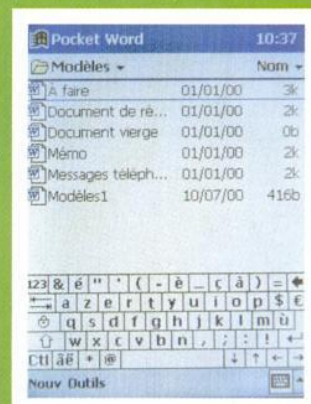 Pocket Word 10:37
Modèles Nom
À faire 01/01/00 3k
Document de rè... 01/01/00 2k
Document vierge 01/01/00 0b
Mémo 01/01/00 2k
Messages téléph... 01/01/00 2k
Modèles1 10/07/00 416b
123 & é " ' ( - è _ ç à ) =
a z e r t y u i o p $ €
q s d f g h j k l m ù
w x c v b n , ; : !
Ctl áë * @
Nouv Outils